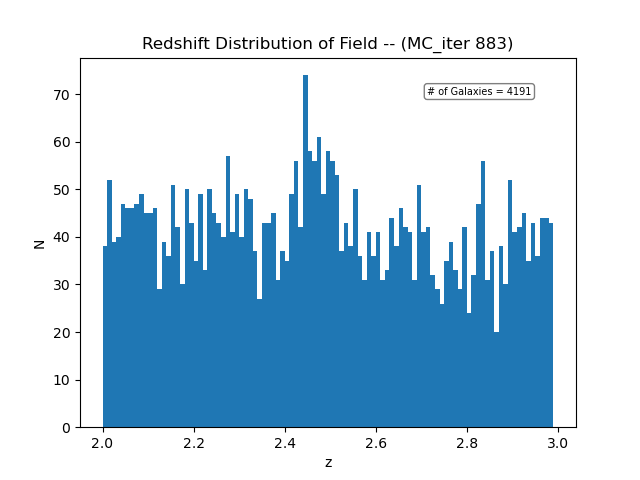 Redshift Distribution of Field -- (MC_iter 883)
# of Galaxies = 4191
70
60
50
40
30
20
10
0
N
2.0 2.2 2.4 2.6 2.8 3.0
z